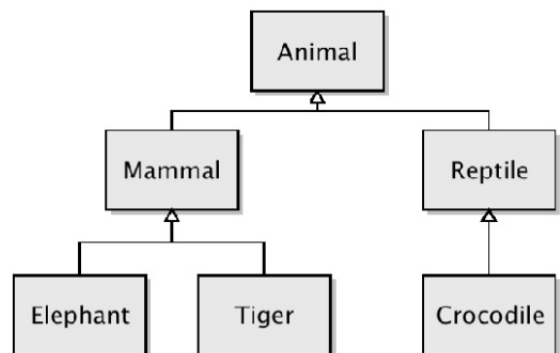 Animal
Mammal
Reptile
Elephant
Tiger
Crocodile